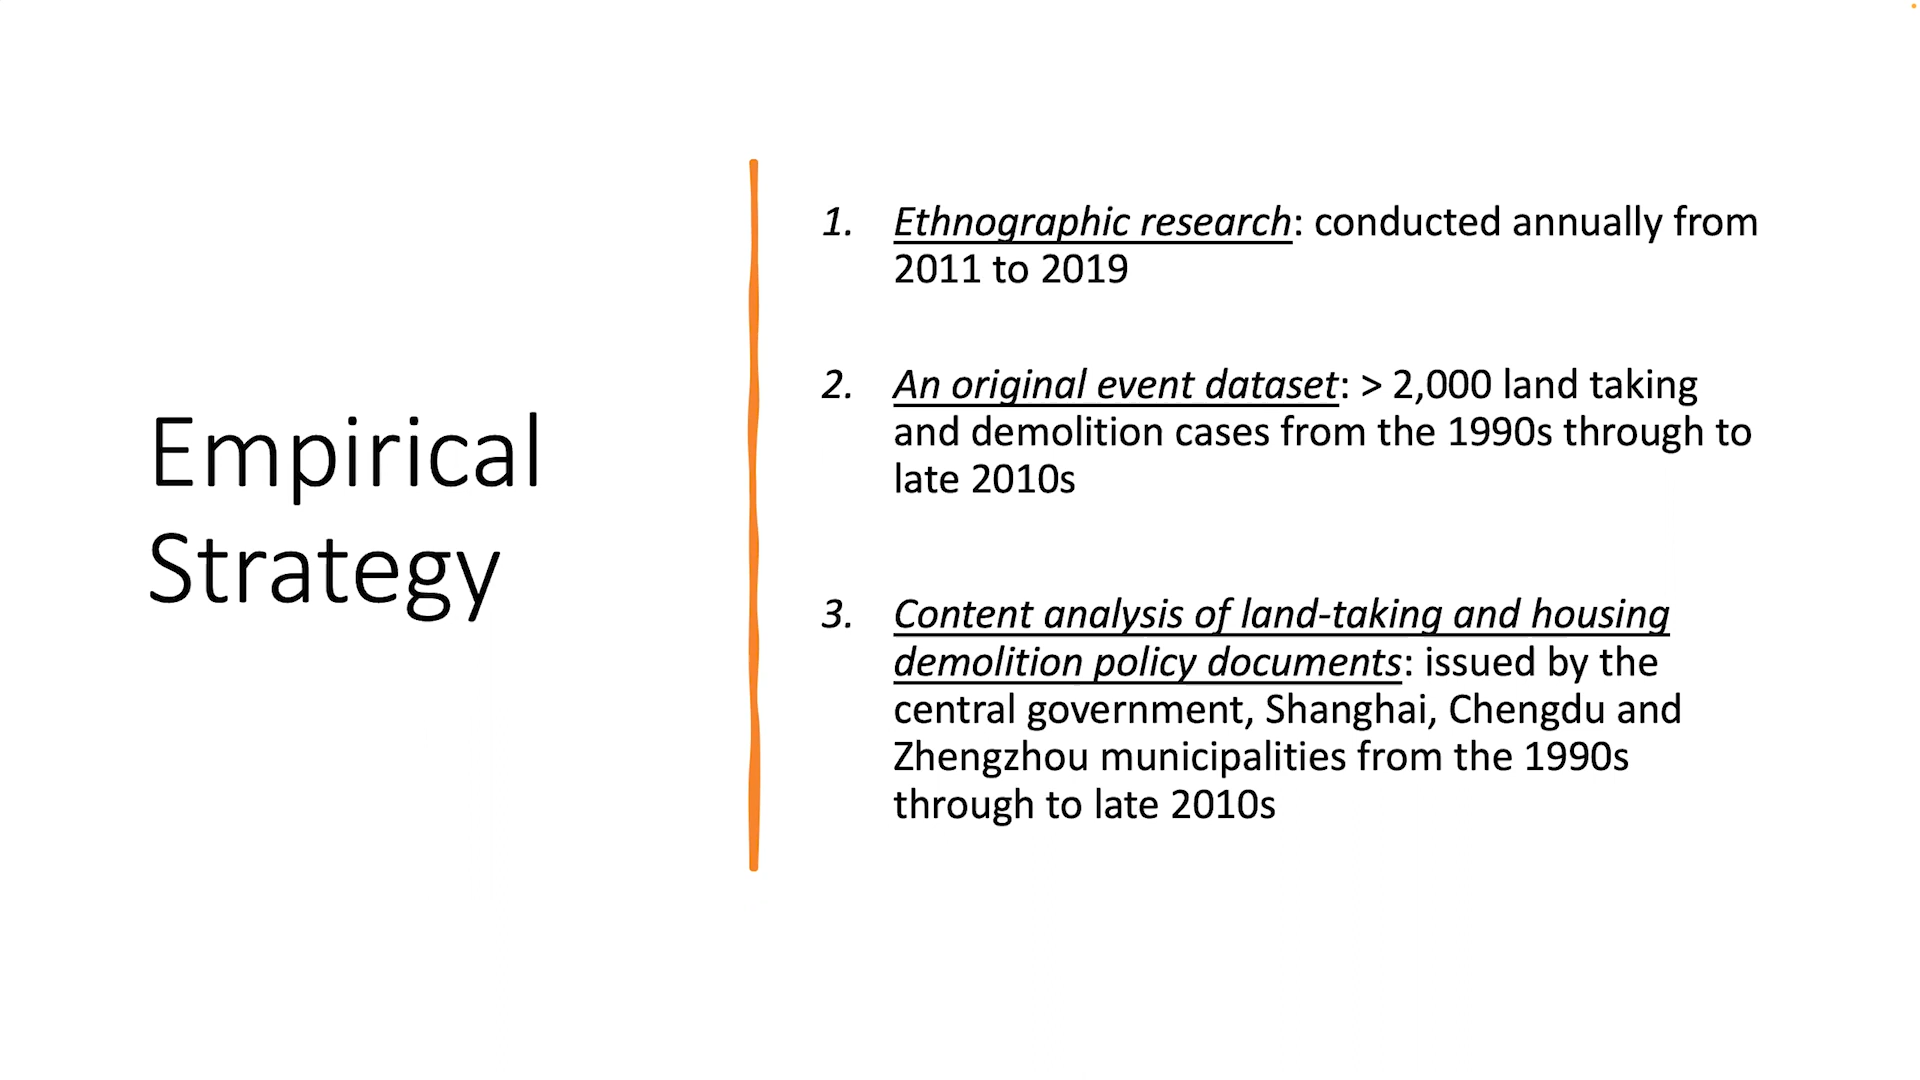 Empirical
Strategy
1. Ethnographic research: conducted annually from
2011 to 2019
2. An original event dataset: > 2,000 land taking
and demolition cases from the 1990s through to
late 2010s
3. Content analysis of land-taking and housing
demolition policy documents: issued by the
central government, Shanghai, Chengdu and
Zhengzhou municipalities from the 1990s
through to late 2010s